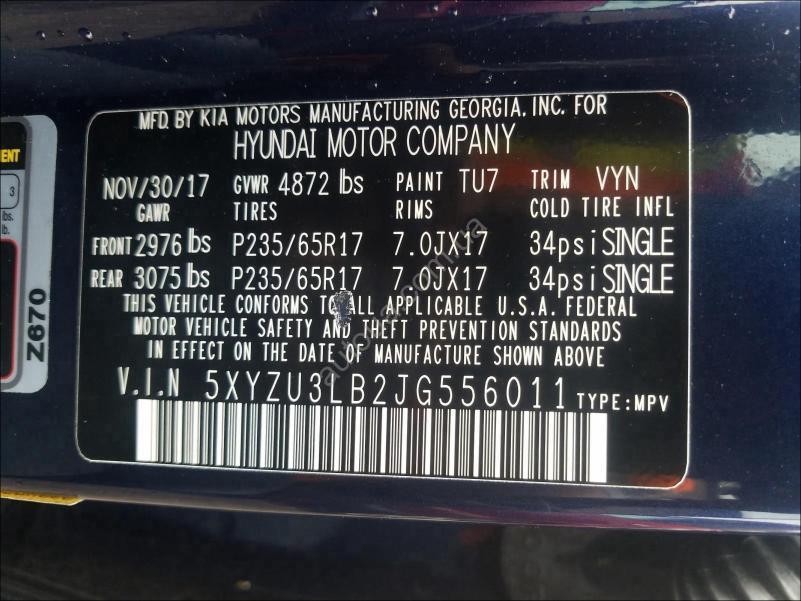 MFD. BY KIA MOTORS MANUFACTURING GEORGIA, INC. FOR
HYUNDAI MOTOR COMPANY
NOV/30/17 GVWR 4872 lbs PAINT TU7 TRIM VYN
GAWR TIRES RIMS COLD TIRE INFL
FRONT 2976 lbs P235/65R17 7.0JX17 34psi SINGLE
REAR 3075 lbs P235/65R17 7.0JX17 34psi SINGLE
THIS VEHICLE CONFORMS TO ALL APPLICABLE U.S.A. FEDERAL
MOTOR VEHICLE SAFETY AND THEFT PREVENTION STANDARDS
IN EFFECT ON THE DATE OF MANUFACTURE SHOWN ABOVE
V.I.N 5XYZU3LB2JG556011 TYPE:MPV
3
lbs.
lbs.
Z670